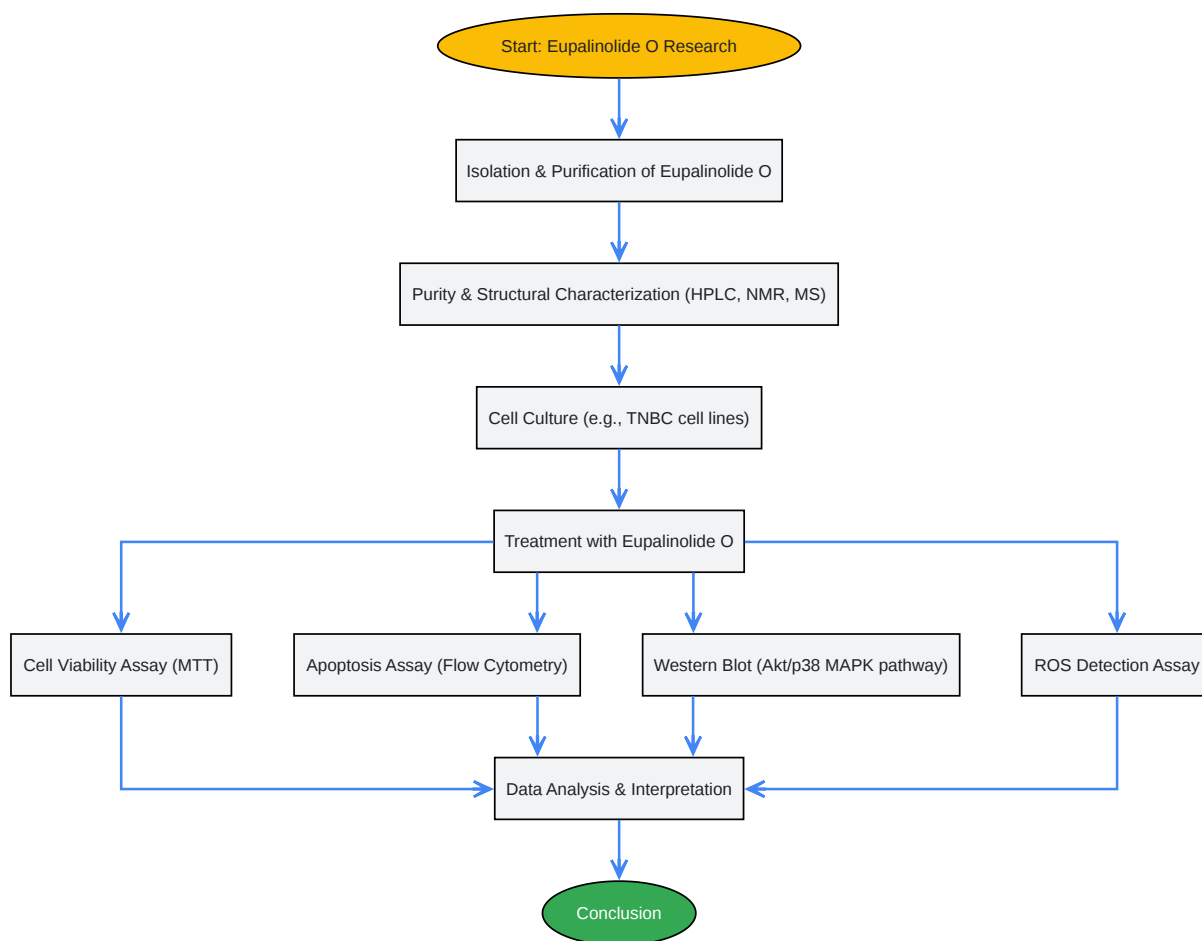 Start: Eupalinolide O Research
Isolation & Purification of Eupalinolide O
Purity & Structural Characterization (HPLC, NMR, MS)
Cell Culture (e.g., TNBC cell lines)
Treatment with Eupalinolide O
Cell Viability Assay (MTT)
Apoptosis Assay (Flow Cytometry)
Western Blot (Akt/p38 MAPK pathway)
ROS Detection Assay
Data Analysis & Interpretation
Conclusion